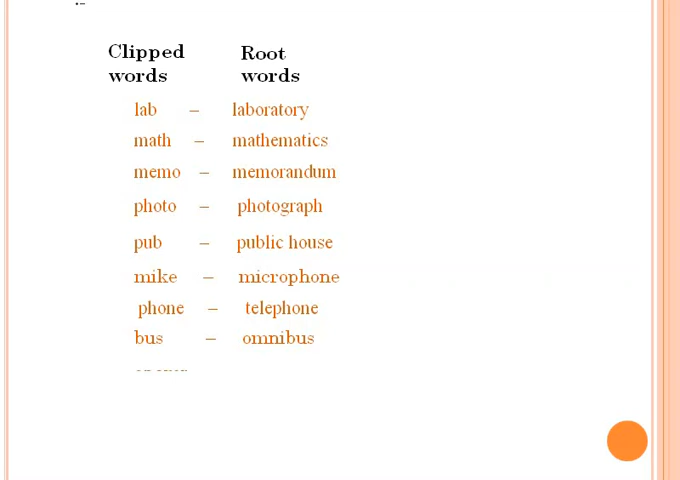 :-
Clipped Root
words words
lab – laboratory
math – mathematics
memo – memorandum
photo – photograph
pub – public house
mike – microphone
phone – telephone
bus – omnibus